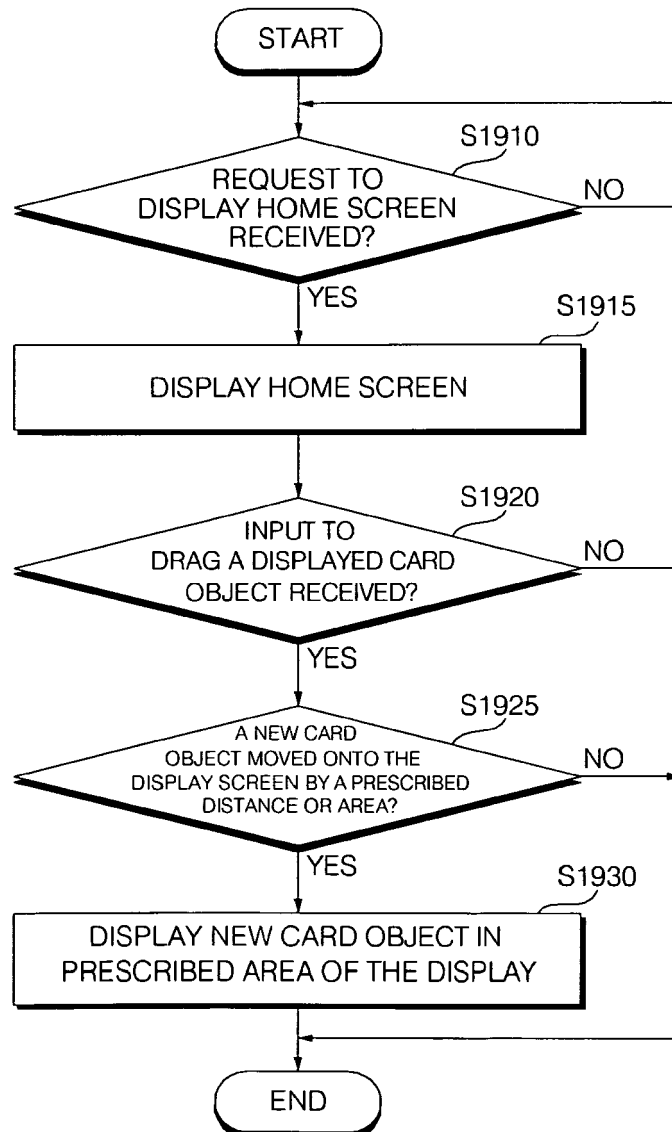 START
S1910
REQUEST TO
DISPLAY HOME SCREEN
RECEIVED?
NO
YES
S1915
DISPLAY HOME SCREEN
S1920
INPUT TO
DRAG A DISPLAYED CARD
OBJECT RECEIVED?
NO
YES
S1925
A NEW CARD
OBJECT MOVED ONTO THE
DISPLAY SCREEN BY A PRESCRIBED
DISTANCE OR AREA?
NO
YES
S1930
DISPLAY NEW CARD OBJECT IN
PRESCRIBED AREA OF THE DISPLAY
END